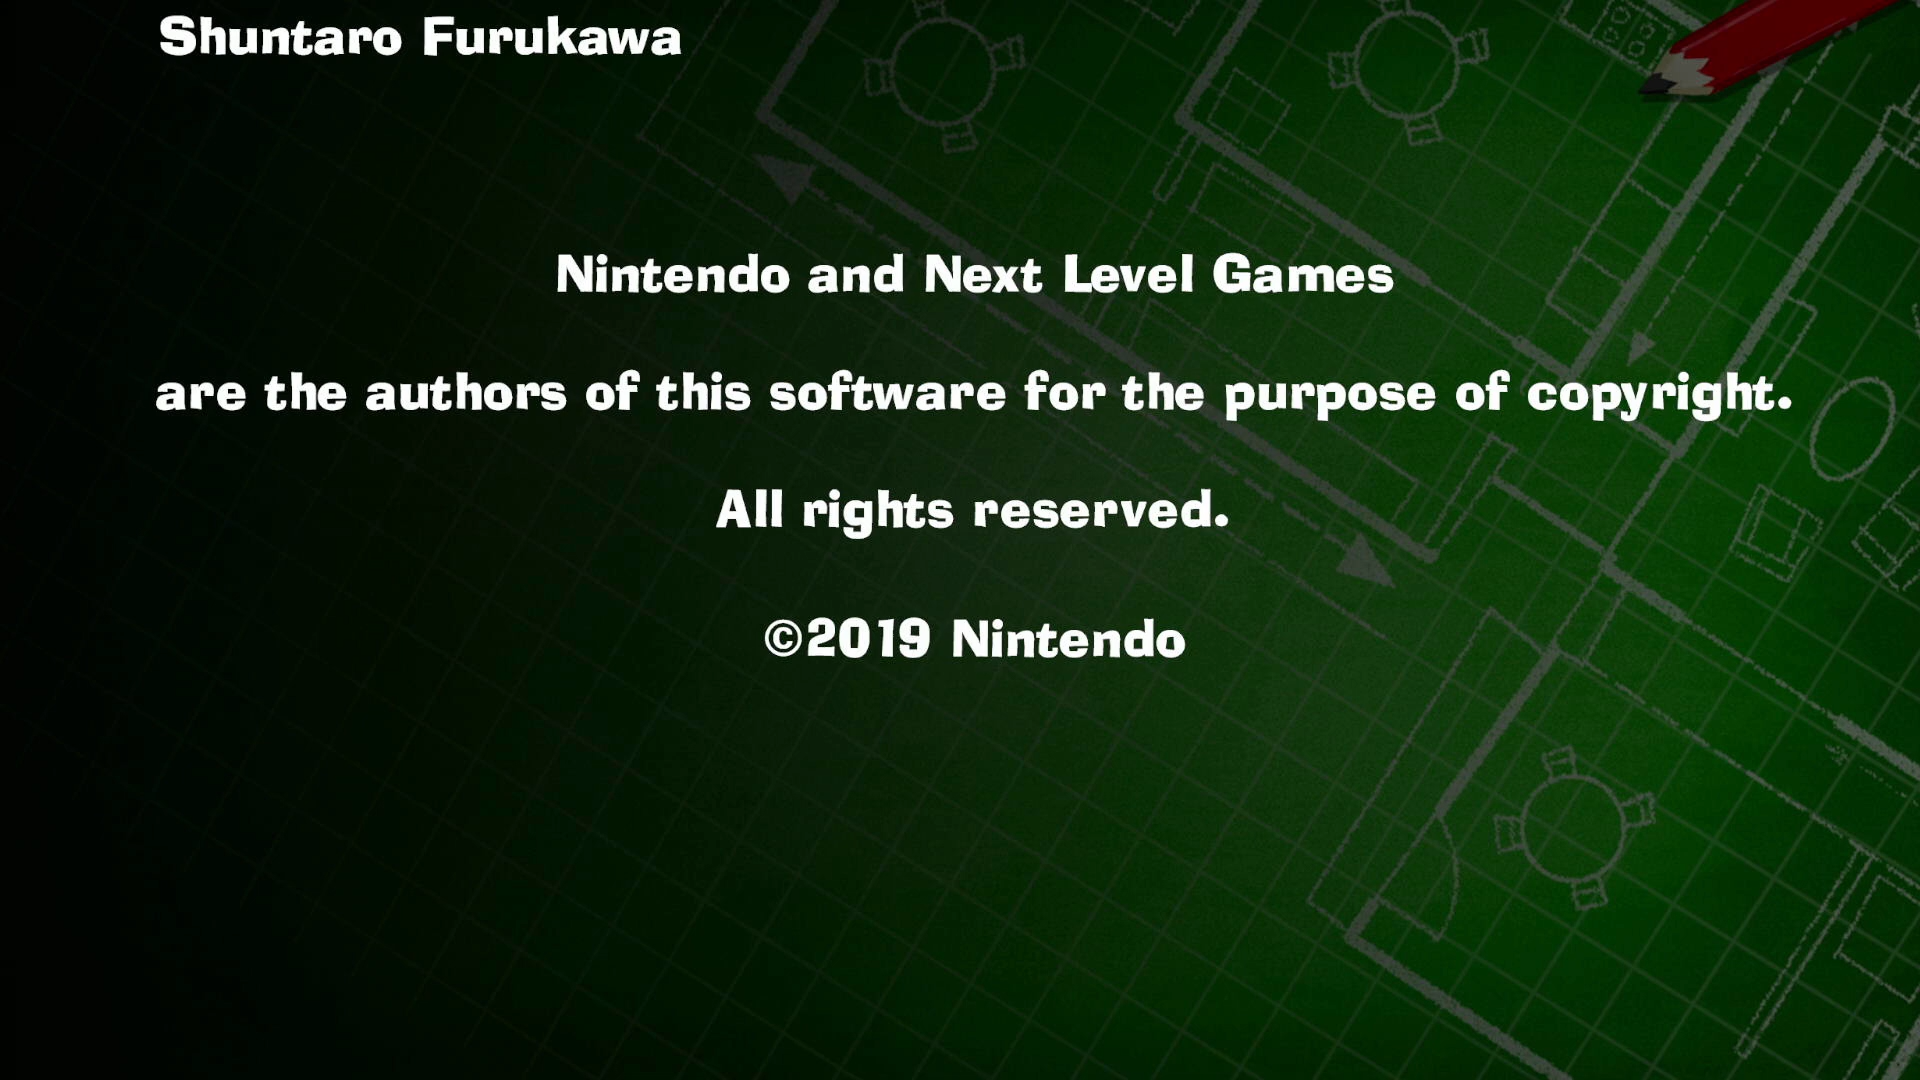 Shuntaro Furukawa
Nintendo and Next Level Games
are the authors of this software for the purpose of copyright.
All rights reserved.
©2019 Nintendo